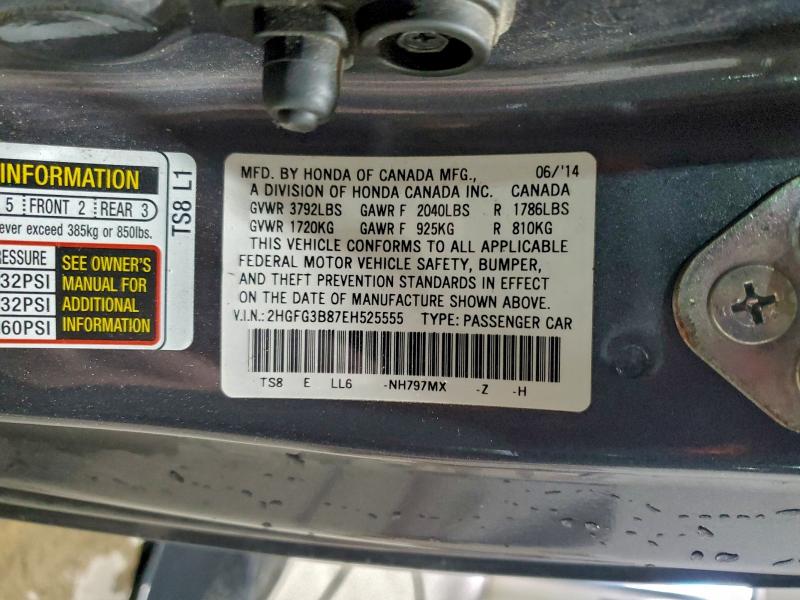 INFORMATION
5 FRONT 2 REAR 3
ever exceed 385kg or 850lbs.
32PSI
32PSI
60PSI
SEE OWNER'S
MANUAL FOR
ADDITIONAL
INFORMATION
TS8 L1
MFD. BY HONDA OF CANADA MFG., 06/'14
A DIVISION OF HONDA CANADA INC. CANADA
GVWR 3792LBS GAWR F 2040LBS R 1786LBS
GVWR 1720KG GAWR F 925KG R 810KG
THIS VEHICLE CONFORMS TO ALL APPLICABLE
FEDERAL MOTOR VEHICLE SAFETY, BUMPER,
AND THEFT PREVENTION STANDARDS IN EFFECT
ON THE DATE OF MANUFACTURE SHOWN ABOVE.
V.I.N.: 2HGFG3B87EH525555 TYPE: PASSENGER CAR
TS8 E LL6 -NH797MX -Z -H